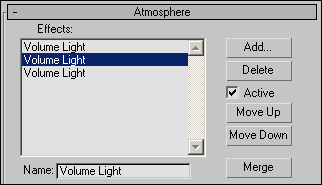 - Atmosphere
Effects:
Volume Light
Volume Light
Volume Light
Add...
Delete
Active
Move Up
Move Down
Merge
Name: Volume Light